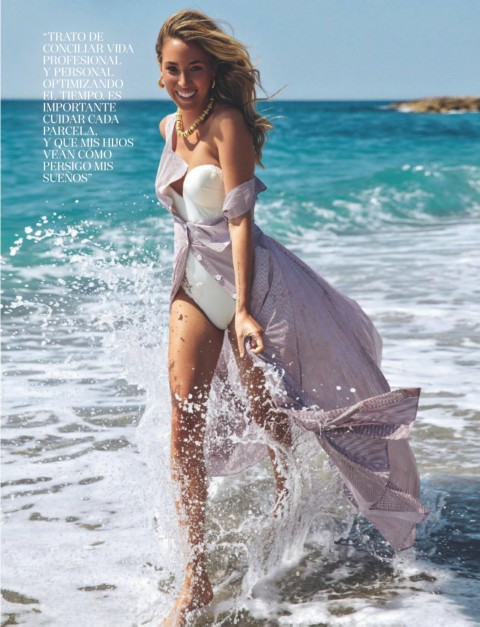 “TRATO DE
CONCILIAR VIDA
PROFESIONAL
Y PERSONAL
OPTIMIZANDO
EL TIEMPO. ES
IMPORTANTE
CUIDAR CADA
PARCELA,
Y QUE MIS HIJOS
VEAN CÓMO
PERSIGO MIS
SUEÑOS”